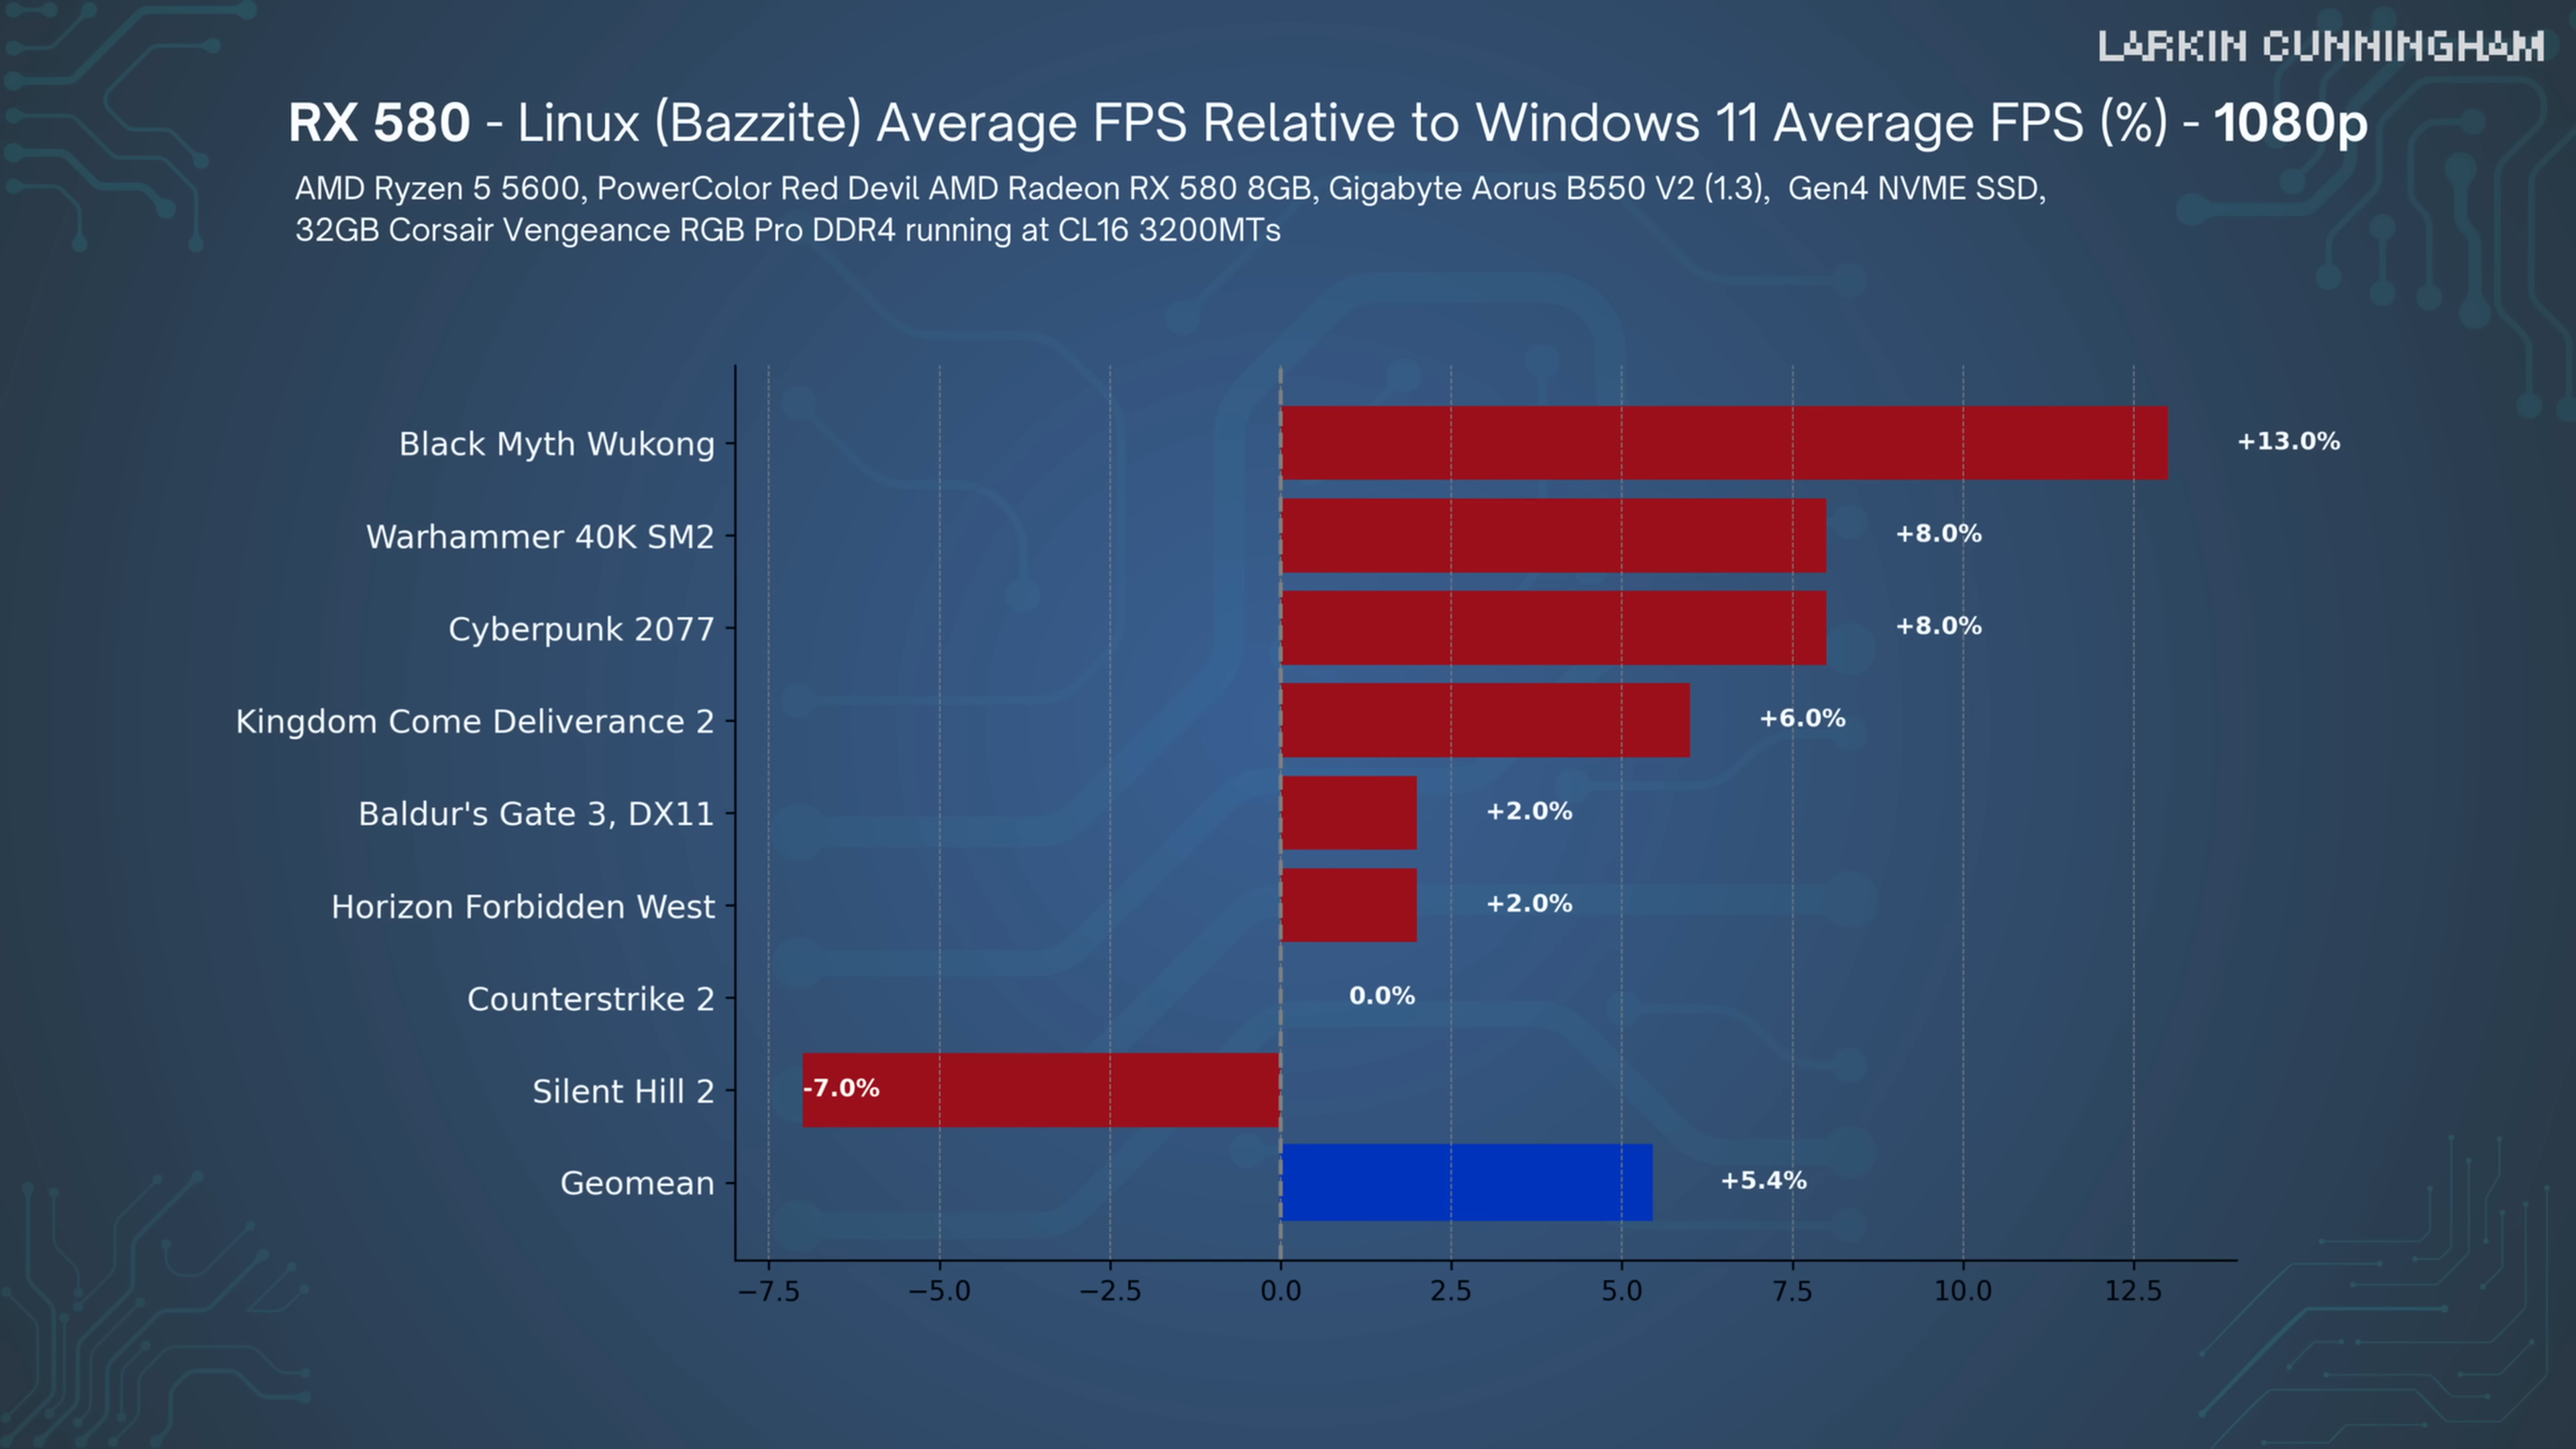 LARKIN CUNNINGHAM
RX 580 - Linux (Bazzite) Average FPS Relative to Windows 11 Average FPS (%) - 1080p
AMD Ryzen 5 5600, PowerColor Red Devil AMD Radeon RX 580 8GB, Gigabyte Aorus B550 V2 (1.3), Gen4 NVME SSD,
32GB Corsair Vengeance RGB Pro DDR4 running at CL16 3200MTs
Black Myth Wukong +13.0%
Warhammer 40K SM2 +8.0%
Cyberpunk 2077 +8.0%
Kingdom Come Deliverance 2 +6.0%
Baldur's Gate 3, DX11 +2.0%
Horizon Forbidden West +2.0%
Counterstrike 2 0.0%
Silent Hill 2 -7.0%
Geomean +5.4%
−7.5 −5.0 −2.5 0.0 2.5 5.0 7.5 10.0 12.5